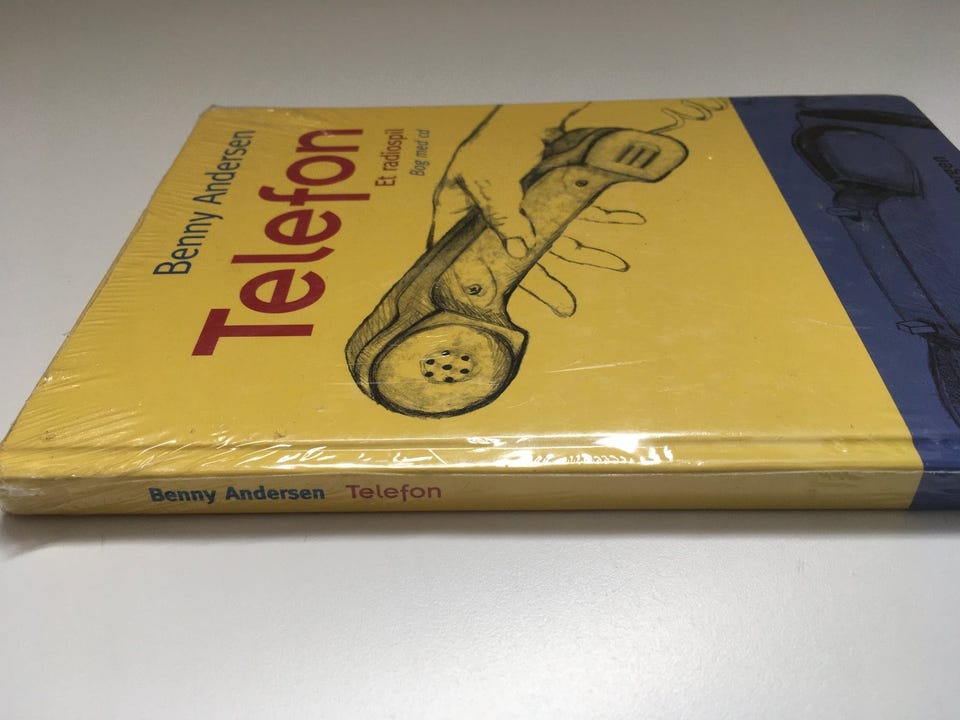 Benny Andersen
Telefon
Et radiospil
Bog med cd
Benny Andersen Telefon